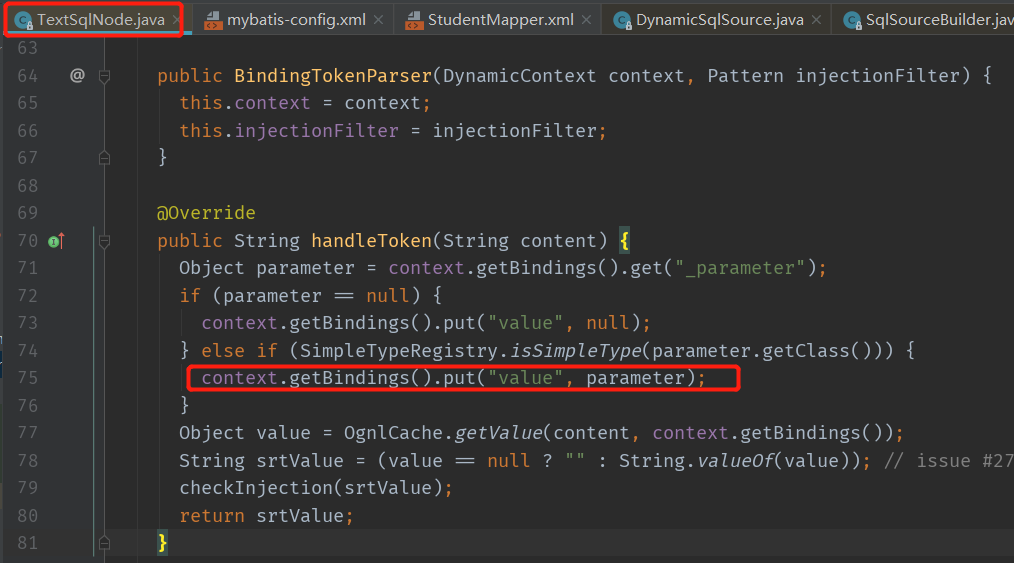 TextSqlNode.java mybatis-config.xml StudentMapper.xml DynamicSqlSource.java SqlSourceBuilder.jav
63
64 @ public BindingTokenParser(DynamicContext context, Pattern injectionFilter) {
65 this.context = context;
66 this.injectionFilter = injectionFilter;
67 }
68
69 @Override
70 public String handleToken(String content) {
71 Object parameter = context.getBindings().get("_parameter");
72 if (parameter == null) {
73 context.getBindings().put("value", null);
74 } else if (SimpleTypeRegistry.isSimpleType(parameter.getClass())) {
75 context.getBindings().put("value", parameter);
76 }
77 Object value = OgnlCache.getValue(content, context.getBindings());
78 String srtValue = (value == null ? "" : String.valueOf(value)); // issue #27
79 checkInjection(srtValue);
80 return srtValue;
81 }